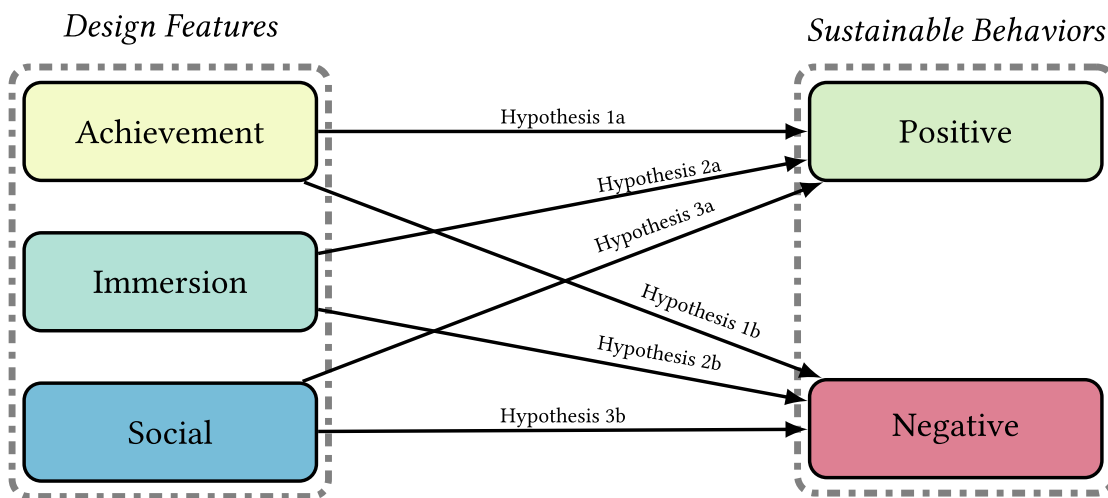 Design Features
Sustainable Behaviors
Achievement
Hypothesis 1a
Positive
Hypothesis 2a
Hypothesis 3a
Immersion
Hypothesis 1b
Hypothesis 2b
Social
Hypothesis 3b
Negative